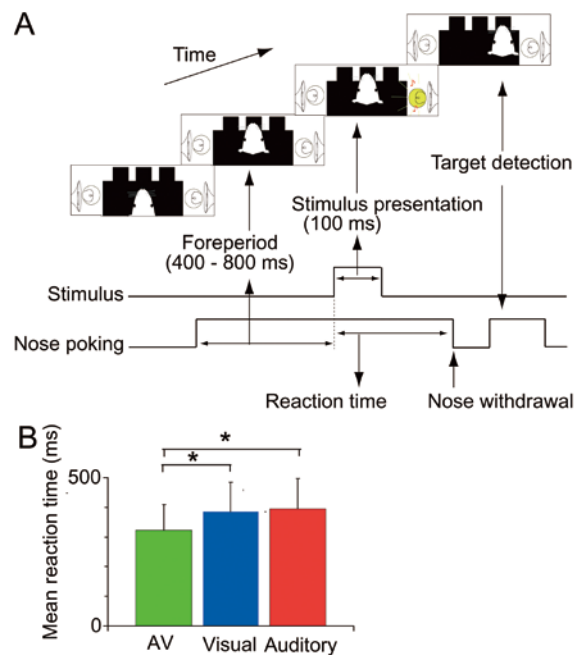 A
Time
Target detection
Stimulus presentation
(100 ms)
Foreperiod
(400 - 800 ms)
Stimulus
Nose poking
Reaction time
Nose withdrawal
B
Mean reaction time (ms)
500
0
*
*
AV
Visual
Auditory